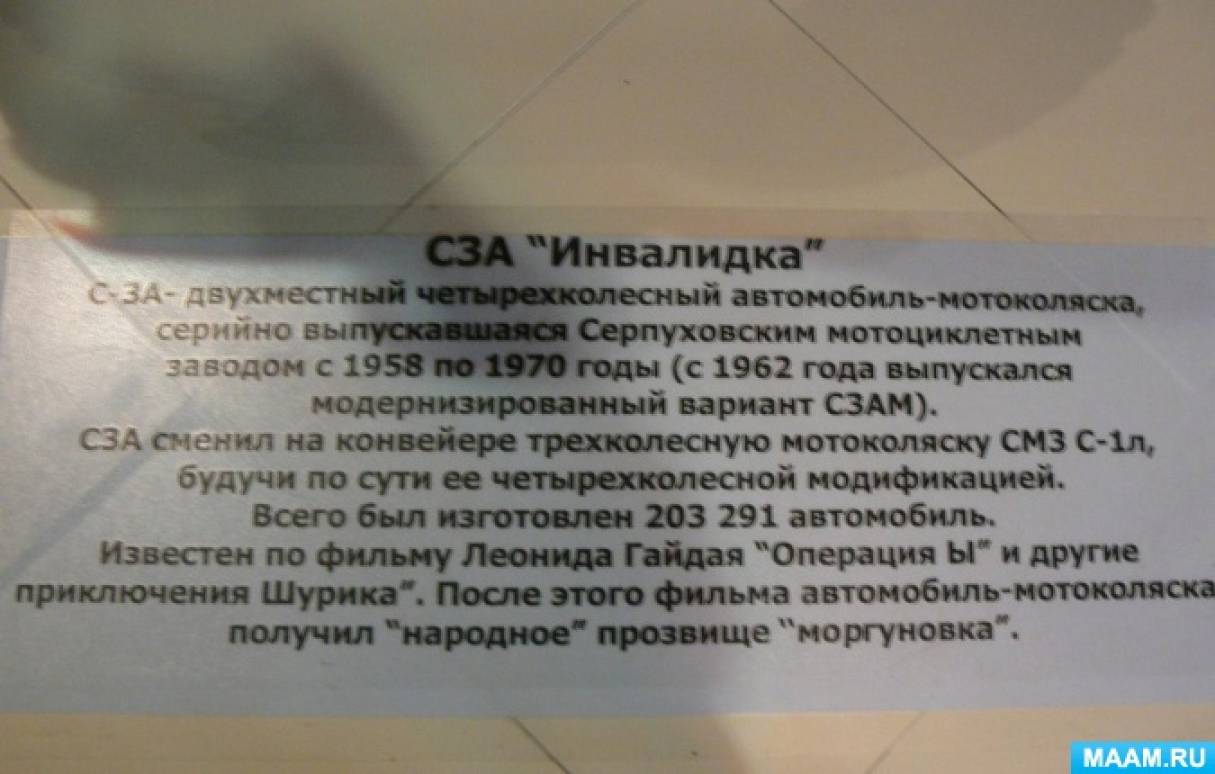 СЗА "Инвалидка"
С-ЗА- двухместный четырехколесный автомобиль-мотоколяска,
серийно выпускавшаяся Серпуховским мотоциклетным
заводом с 1958 по 1970 годы (с 1962 года выпускался
модернизированный вариант СЗАМ).
СЗА сменил на конвейере трехколесную мотоколяску СМЗ С-1л,
будучи по сути ее четырехколесной модификацией.
Всего был изготовлен 203 291 автомобиль.
Известен по фильму Леонида Гайдая "Операция Ы" и другие
приключения Шурика". После этого фильма автомобиль-мотоколяска
получил "народное" прозвище "моргуновка".
MAAM.RU